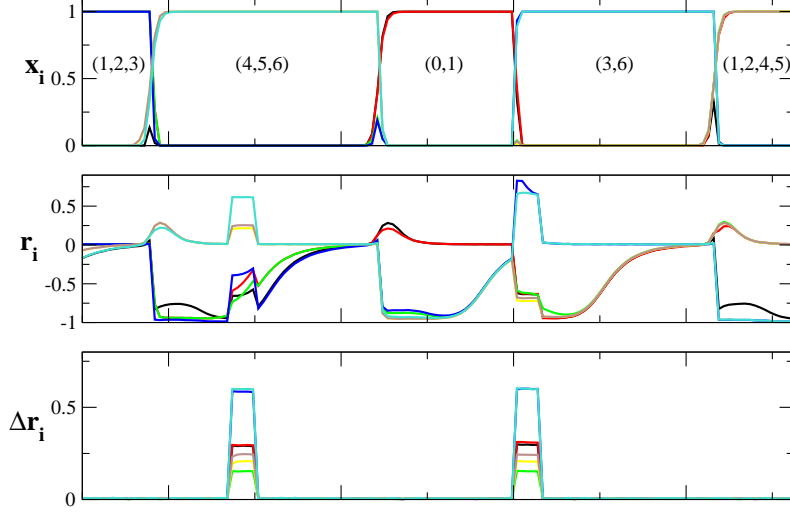 1
(1,2,3) (4,5,6) (0,1) (3,6) (1,2,4,5)
x_i 0.5
0
0.5
r_i 0
-0.5
-1
0.5
Δr_i
0